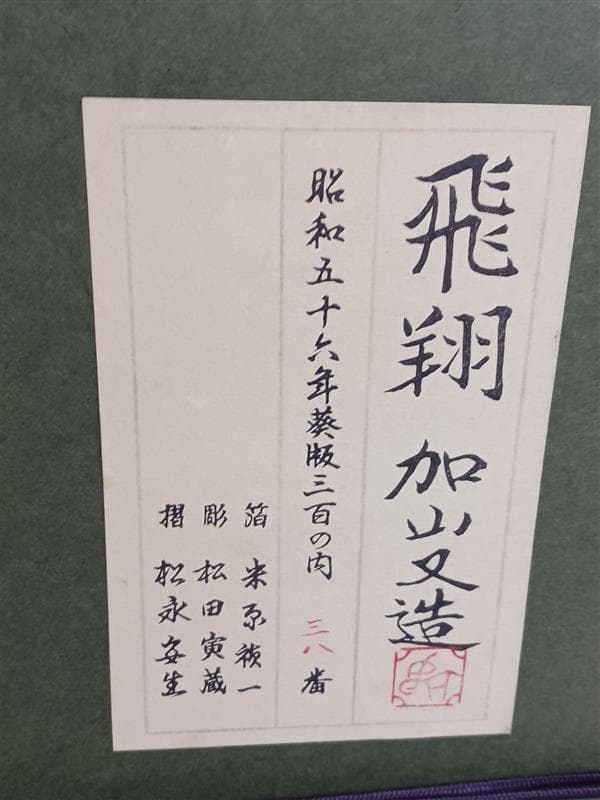 飛翔 加山又造
昭和五十六年葵版三百の内 三八 番
箔 米原禎一
彫 松田寅蔵
摺 松永安生